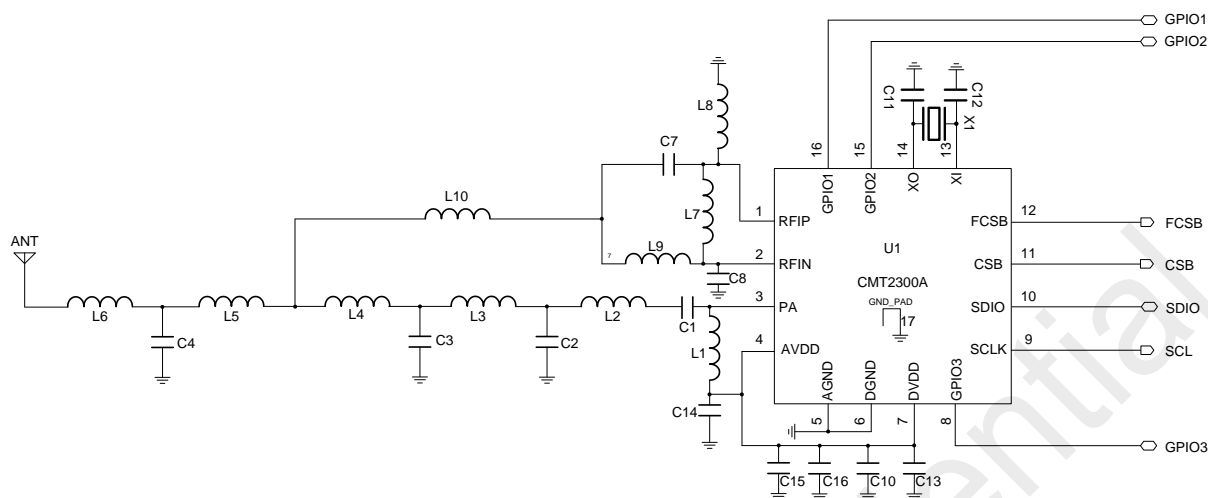 GPIO1
GPIO2
C11
C12
X1
L8
C7
16
15
14
13
GPIO1
GPIO2
XO
XI
L10
L7
1
RFIP
FCSB
12
FCSB
ANT
L9
7
2
RFIN
U1
CSB
11
CSB
C8
CMT2300A
L6
L5
L4
L3
L2
C1
3
PA
GND_PAD
17
SDIO
10
SDIO
C4
C3
C2
L1
4
AVDD
SCLK
9
SCL
AGND
DGND
DVDD
GPIO3
C14
5
6
7
8
GPIO3
C15
C16
C10
C13
ential